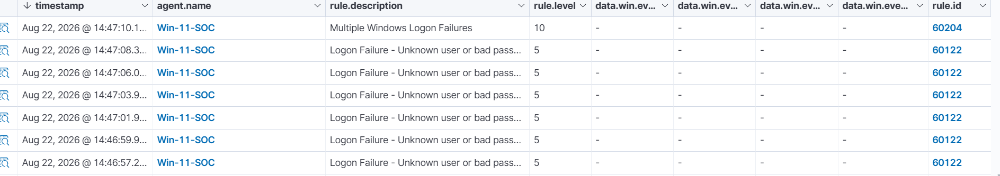 timestamp agent.name rule.description rule.level data.win.ev... data.win.ev... data.win.ev... data.win.eve... rule.id
Aug 22, 2026 @ 14:47:10.1... Win-11-SOC Multiple Windows Logon Failures 10 - - - - 60204
Aug 22, 2026 @ 14:47:08.3... Win-11-SOC Logon Failure - Unknown user or bad pass... 5 - - - - 60122
Aug 22, 2026 @ 14:47:06.0... Win-11-SOC Logon Failure - Unknown user or bad pass... 5 - - - - 60122
Aug 22, 2026 @ 14:47:03.9... Win-11-SOC Logon Failure - Unknown user or bad pass... 5 - - - - 60122
Aug 22, 2026 @ 14:47:01.9... Win-11-SOC Logon Failure - Unknown user or bad pass... 5 - - - - 60122
Aug 22, 2026 @ 14:46:59.9... Win-11-SOC Logon Failure - Unknown user or bad pass... 5 - - - - 60122
Aug 22, 2026 @ 14:46:57.2... Win-11-SOC Logon Failure - Unknown user or bad pass... 5 - - - - 60122